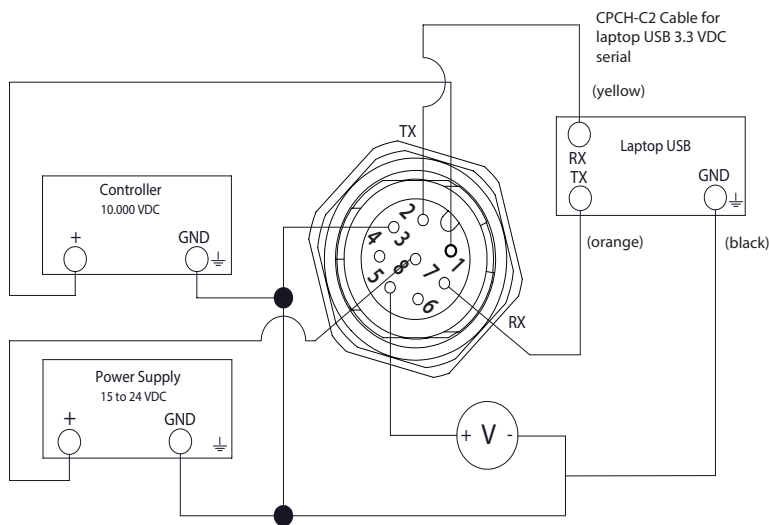 CPCH-C2 Cable for
laptop USB 3.3 VDC
serial
(yellow)
TX
Laptop USB
RX
TX
GND
Controller
10.000 VDC
+
GND
2
3
4
1
8
5
7
6
(orange)
(black)
RX
Power Supply
15 to 24 VDC
+
GND
+ V -